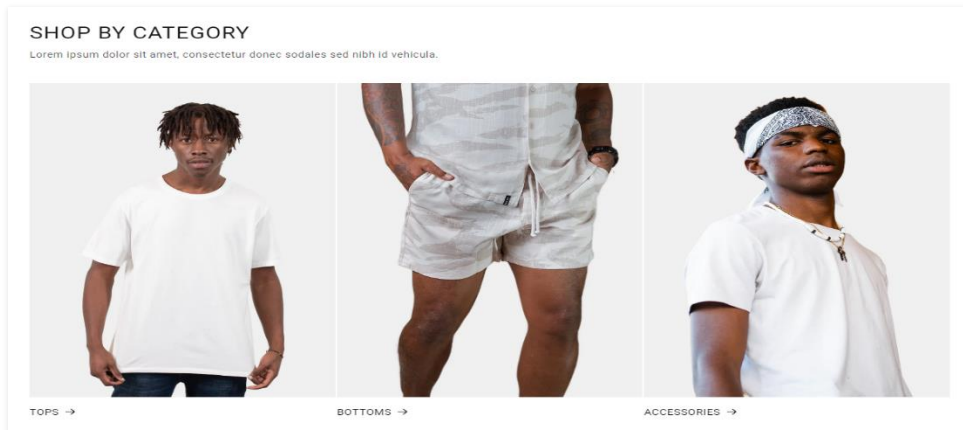 SHOP BY CATEGORY
Lorem ipsum dolor sit amet, consectetur donec sodales sed nibh id vehicula.
TOPS →
BOTTOMS →
ACCESSORIES →